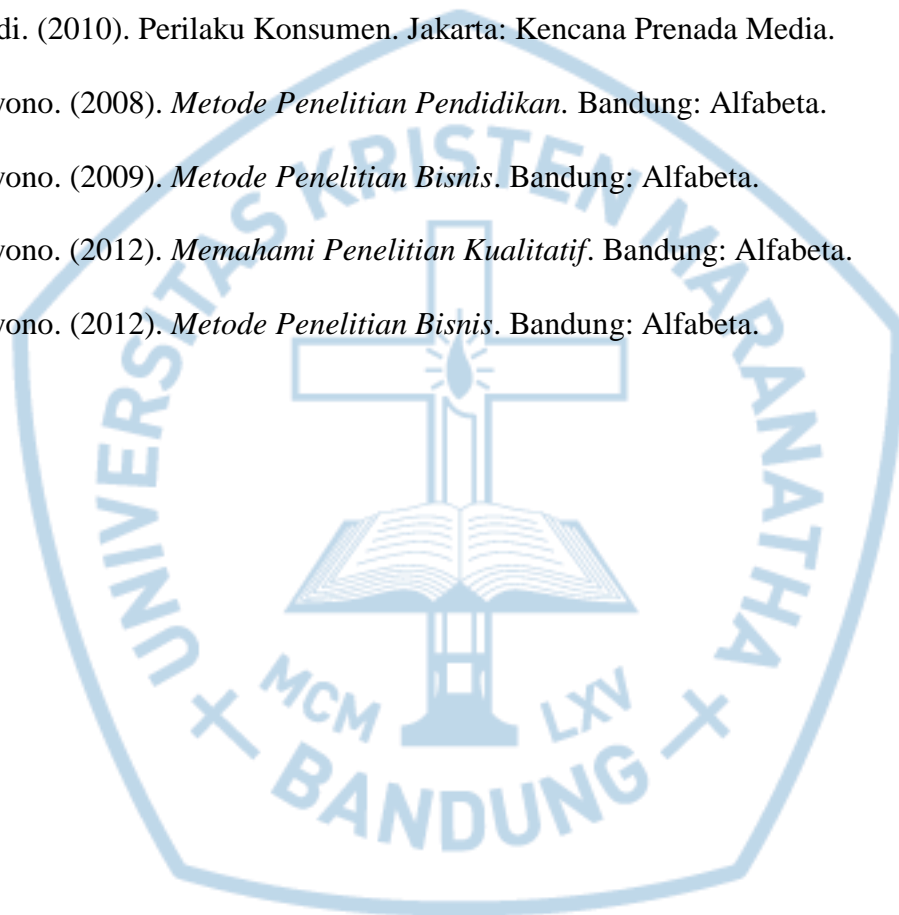 di. (2010). Perilaku Konsumen. Jakarta: Kencana Prenada Media.
yono. (2008). Metode Penelitian Pendidikan. Bandung: Alfabeta.
yono. (2009). Metode Penelitian Bisnis. Bandung: Alfabeta.
yono. (2012). Memahami Penelitian Kualitatif. Bandung: Alfabeta.
yono. (2012). Metode Penelitian Bisnis. Bandung: Alfabeta.
UNIVERSITAS KRISTEN MARANATHA
MCM LXV
BANDUNG